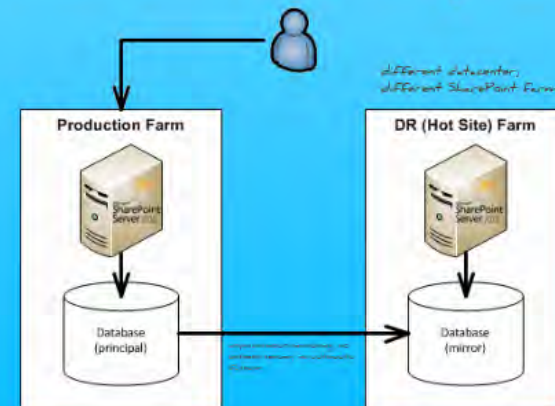 different datacenter;
different SharePoint Farm
Production Farm
DR (Hot Site) Farm
SharePoint
Server
SharePoint
Server
Database
(principal)
Database
(mirror)